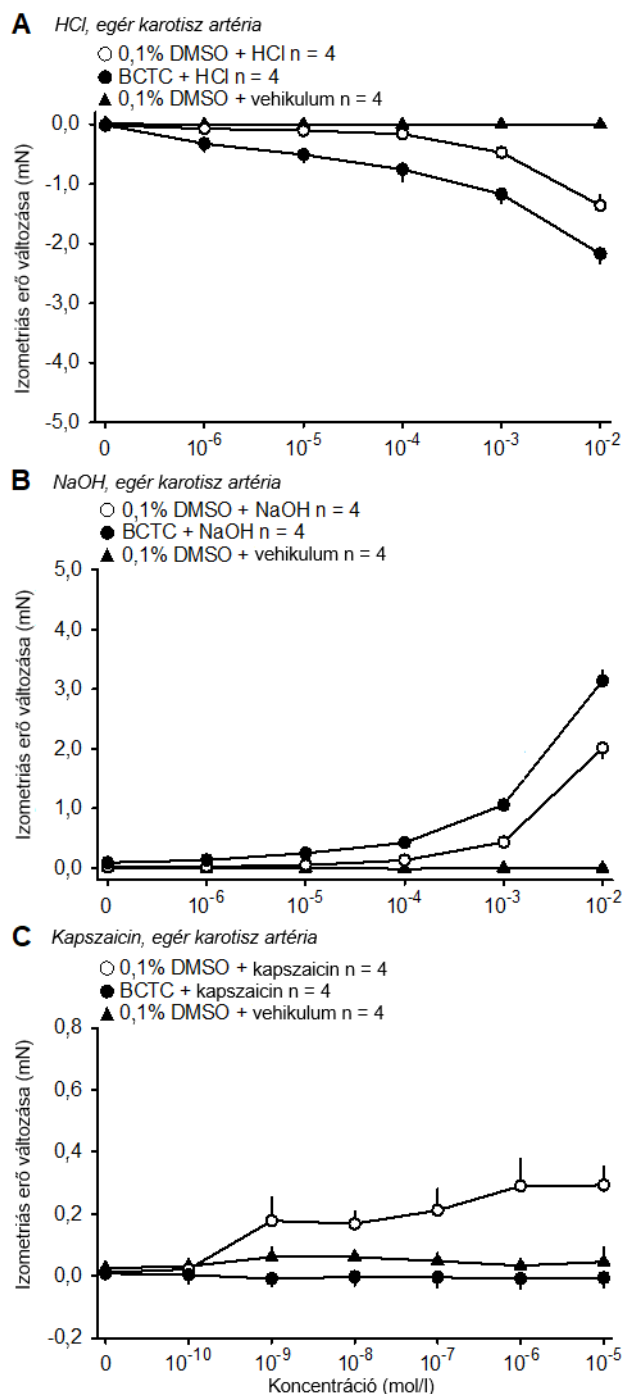 A HCl, egér karotisz artéria
○ 0,1% DMSO + HCl n = 4
● BCTC + HCl n = 4
▲ 0,1% DMSO + vehikulum n = 4
Izometriás erő változása (mN)
0,0
-1,0
-2,0
-3,0
-4,0
-5,0
0 10⁻⁶ 10⁻⁵ 10⁻⁴ 10⁻³ 10⁻²
B NaOH, egér karotisz artéria
○ 0,1% DMSO + NaOH n = 4
● BCTC + NaOH n = 4
▲ 0,1% DMSO + vehikulum n = 4
Izometriás erő változása (mN)
5,0
4,0
3,0
2,0
1,0
0,0
0 10⁻⁶ 10⁻⁵ 10⁻⁴ 10⁻³ 10⁻²
C Kapszaicin, egér karotisz artéria
○ 0,1% DMSO + kapszaicin n = 4
● BCTC + kapszaicin n = 4
▲ 0,1% DMSO + vehikulum n = 4
Izometriás erő változása (mN)
0,8
0,6
0,4
0,2
0,0
-0,2
0 10⁻¹⁰ 10⁻⁹ 10⁻⁸ 10⁻⁷ 10⁻⁶ 10⁻⁵
Koncentráció (mol/l)